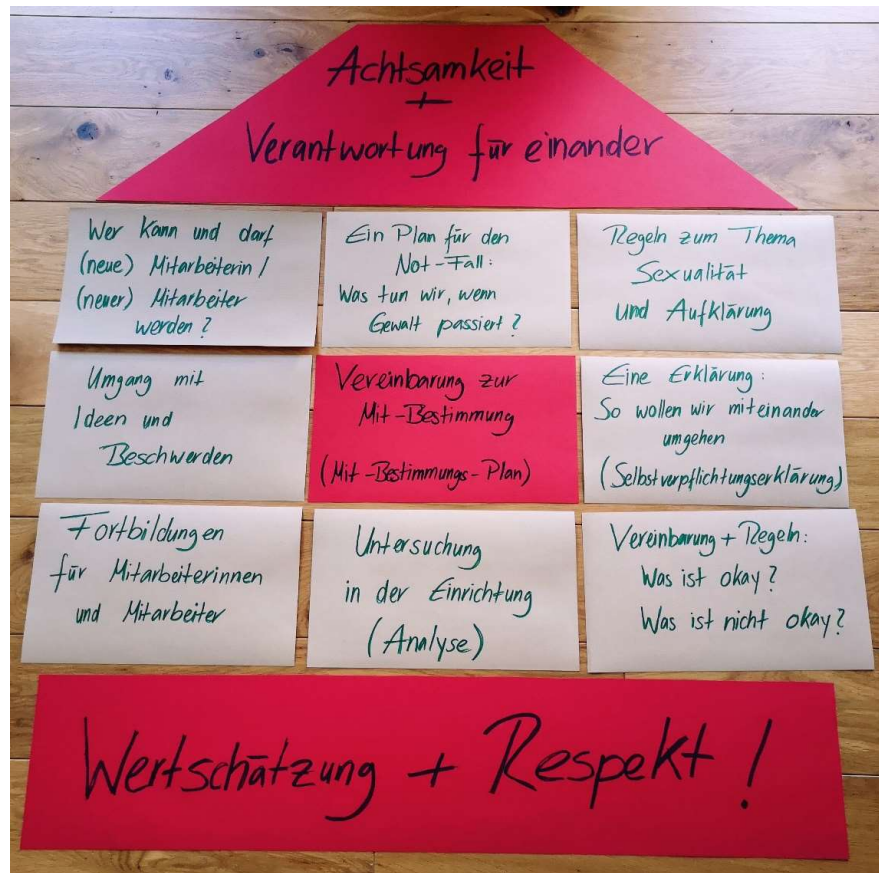 Achtsamkeit
+
Verantwortung für einander
Wer kann und darf
(neue) Mitarbeiterin /
(neuer) Mitarbeiter
werden?
Ein Plan für den
Not-Fall:
Was tun wir, wenn
Gewalt passiert?
Regeln zum Thema
Sexualität
und Aufklärung
Umgang mit
Ideen und
Beschwerden
Vereinbarung zur
Mit-Bestimmung
(Mit-Bestimmungs-Plan)
Eine Erklärung:
So wollen wir miteinander
umgehen
(Selbstverpflichtungserklärung)
Fortbildungen
für Mitarbeiterinnen
und Mitarbeiter
Untersuchung
in der Einrichtung
(Analyse)
Vereinbarung + Regeln:
Was ist okay?
Was ist nicht okay?
Wertschätzung + Respekt!